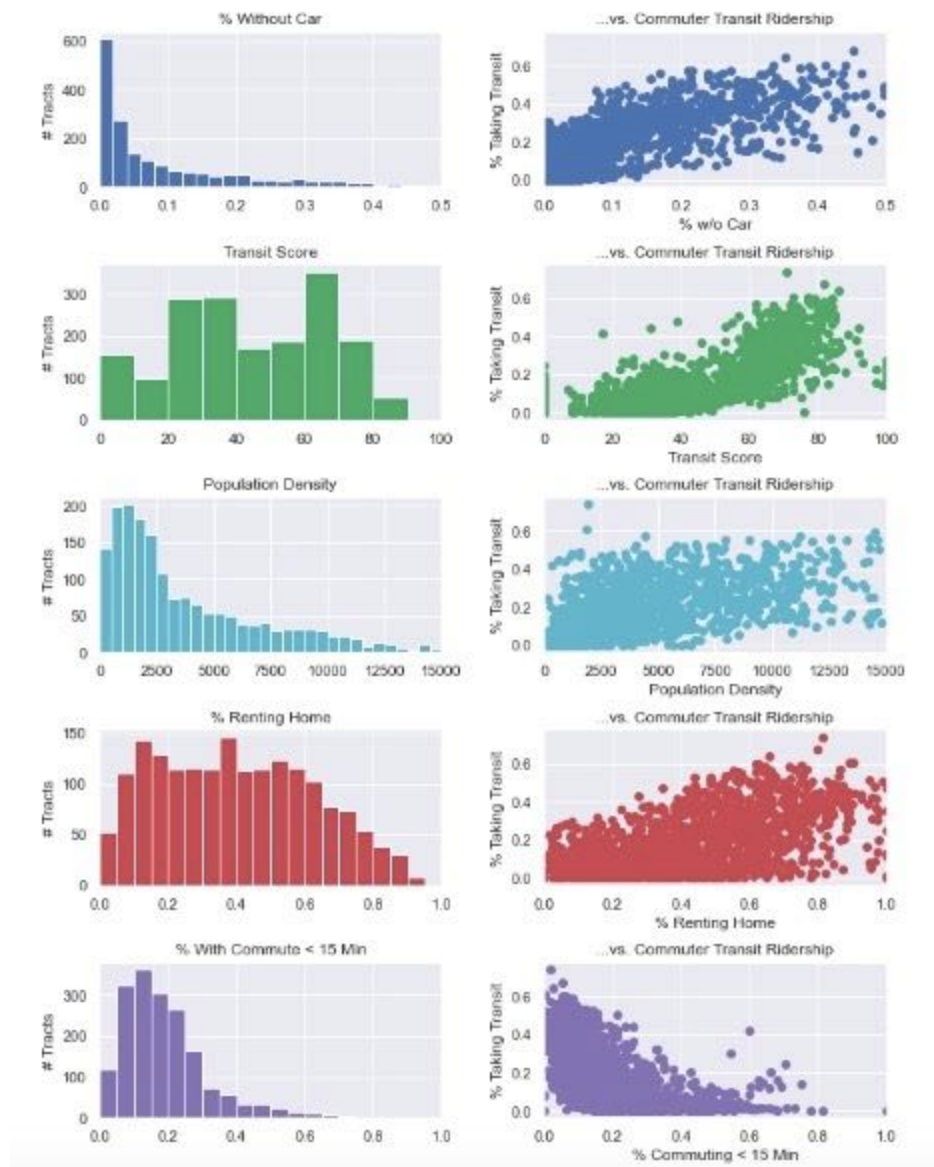 % Without Car
600
400
200
0
# Tracts
0.0 0.1 0.2 0.3 0.4 0.5
...vs. Commuter Transit Ridership
0.6
0.4
0.2
0.0
% Taking Transit
0.0 0.1 0.2 0.3 0.4 0.5
% w/o Car
Transit Score
300
200
100
0
# Tracts
0 20 40 60 80 100
...vs. Commuter Transit Ridership
0.6
0.4
0.2
0.0
% Taking Transit
0 20 40 60 80 100
Transit Score
Population Density
200
150
100
50
0
# Tracts
0 2500 5000 7500 10000 12500 15000
...vs. Commuter Transit Ridership
0.6
0.4
0.2
0.0
% Taking Transit
0 2500 5000 7500 10000 12500 15000
Population Density
% Renting Home
150
100
50
0
# Tracts
0.0 0.2 0.4 0.6 0.8 1.0
...vs. Commuter Transit Ridership
0.6
0.4
0.2
0.0
% Taking Transit
0.0 0.2 0.4 0.6 0.8 1.0
% Renting Home
% With Commute < 15 Min
300
200
100
0
# Tracts
0.0 0.2 0.4 0.6 0.8 1.0
...vs. Commuter Transit Ridership
0.6
0.4
0.2
0.0
% Taking Transit
0.0 0.2 0.4 0.6 0.8 1.0
% Commuting < 15 Min